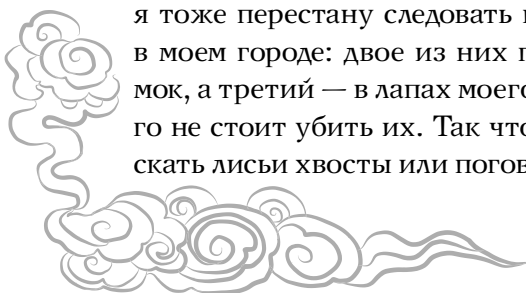 я тоже перестану следовать
в моем городе: двое из них
мок, а третий — в лапах моего
го не стоит убить их. Так что
скать лисьи хвосты или погов